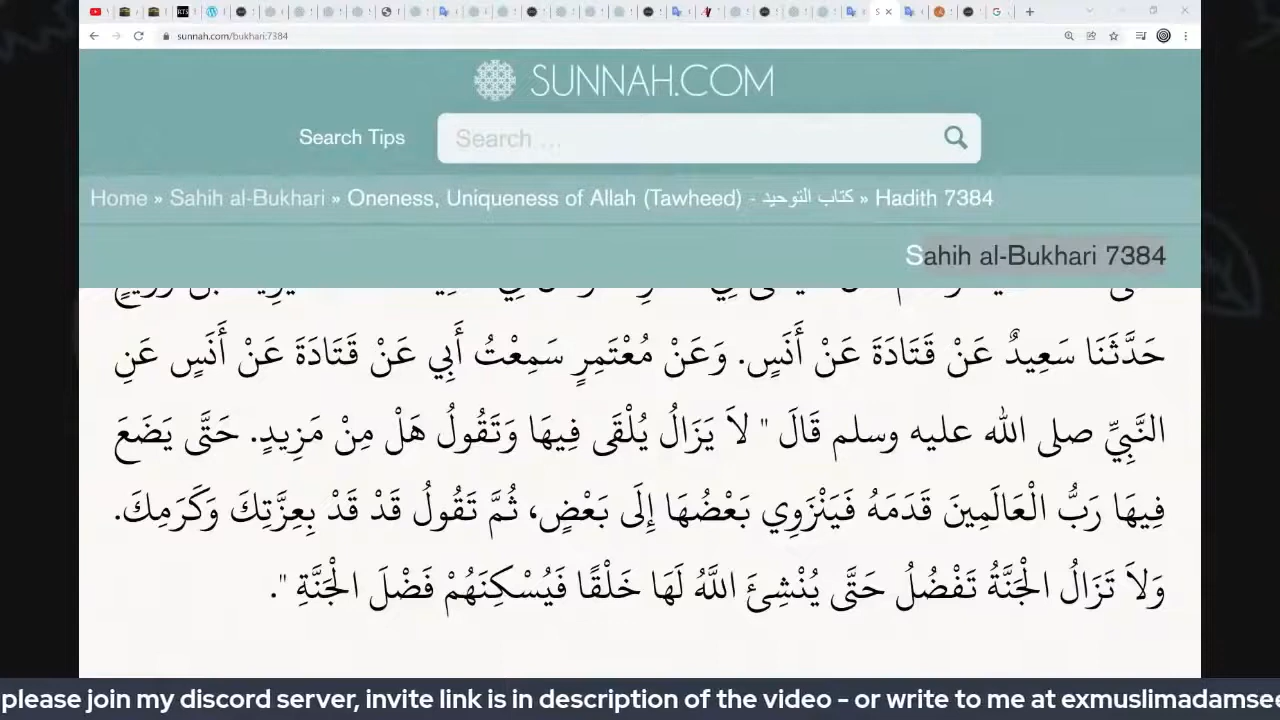 sunnah.com/bukhari:7384
SUNNAH.COM
Search Tips
Search ...
Home » Sahih al-Bukhari » Oneness, Uniqueness of Allah (Tawheed) - كتاب التوحيد » Hadith 7384
Sahih al-Bukhari 7384
حَدَّثَنَا سَعِيدٌ عَنْ قَتَادَةَ عَنْ أَنَسٍ. وَعَنْ مُعْتَمِرٍ سَمِعْتُ أَبِي عَنْ قَتَادَةَ عَنْ أَنَسٍ عَنِ
النَّبِيِّ صلى الله عليه وسلم قَالَ " لاَ يَزَالُ يُلْقَى فِيهَا وَتَقُولُ هَلْ مِنْ مَزِيدٍ. حَتَّى يَضَعَ
فِيهَا رَبُّ الْعَالَمِينَ قَدَمَهُ فَيَنْزَوِي بَعْضُهَا إِلَى بَعْضٍ، ثُمَّ تَقُولُ قَدْ قَدْ بِعِزَّتِكَ وَكَرَمِكَ.
وَلاَ تَزَالُ الْجَنَّةُ تَفْضُلُ حَتَّى يُنْشِئَ اللَّهُ لَهَا خَلْقًا فَيُسْكِنَهُمْ فَضْلَ الْجَنَّةِ ".
please join my discord server, invite link is in description of the video - or write to me at exmuslimadamsee